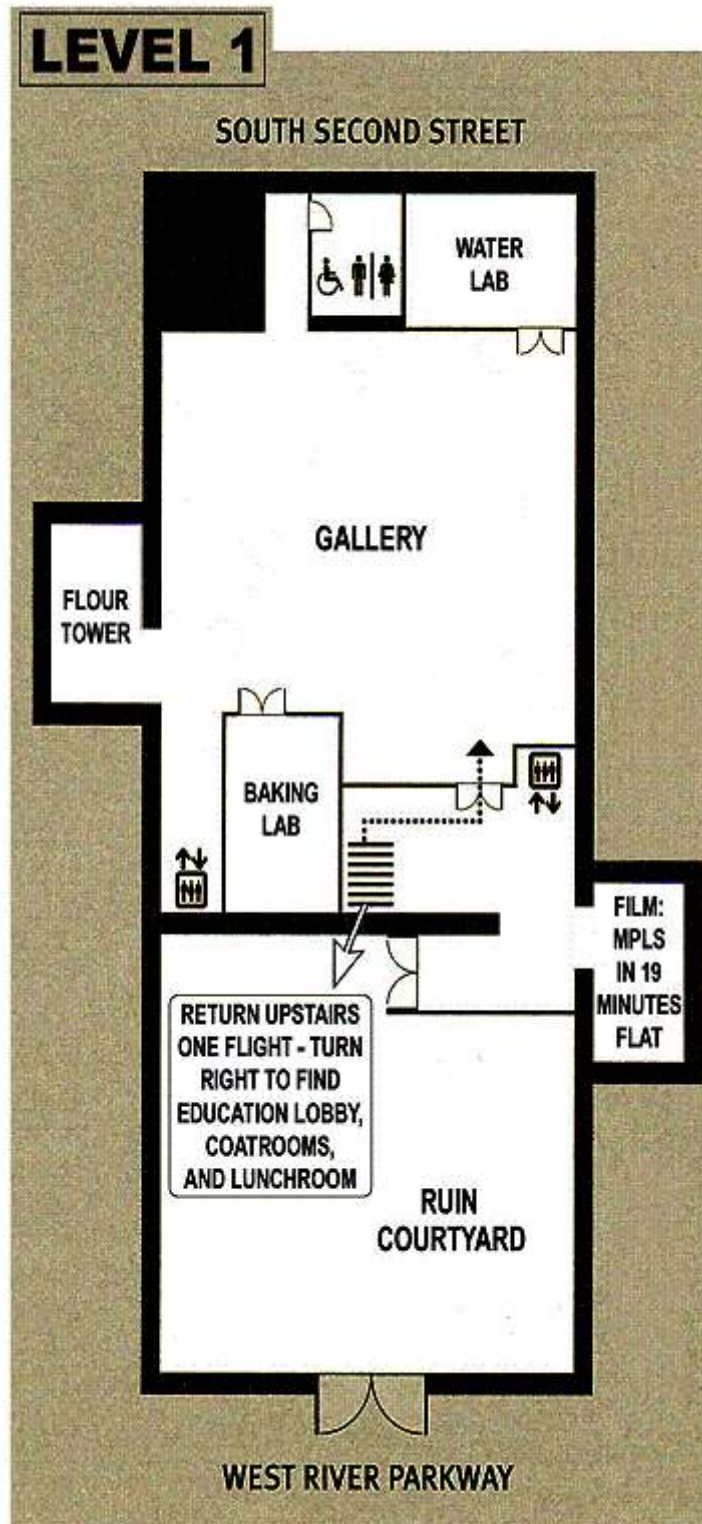 LEVEL 1
SOUTH SECOND STREET
WATER
LAB
GALLERY
FLOUR
TOWER
BAKING
LAB
FILM:
MPLS
IN 19
MINUTES
FLAT
RETURN UPSTAIRS
ONE FLIGHT - TURN
RIGHT TO FIND
EDUCATION LOBBY,
COATROOMS,
AND LUNCHROOM
RUIN
COURTYARD
WEST RIVER PARKWAY